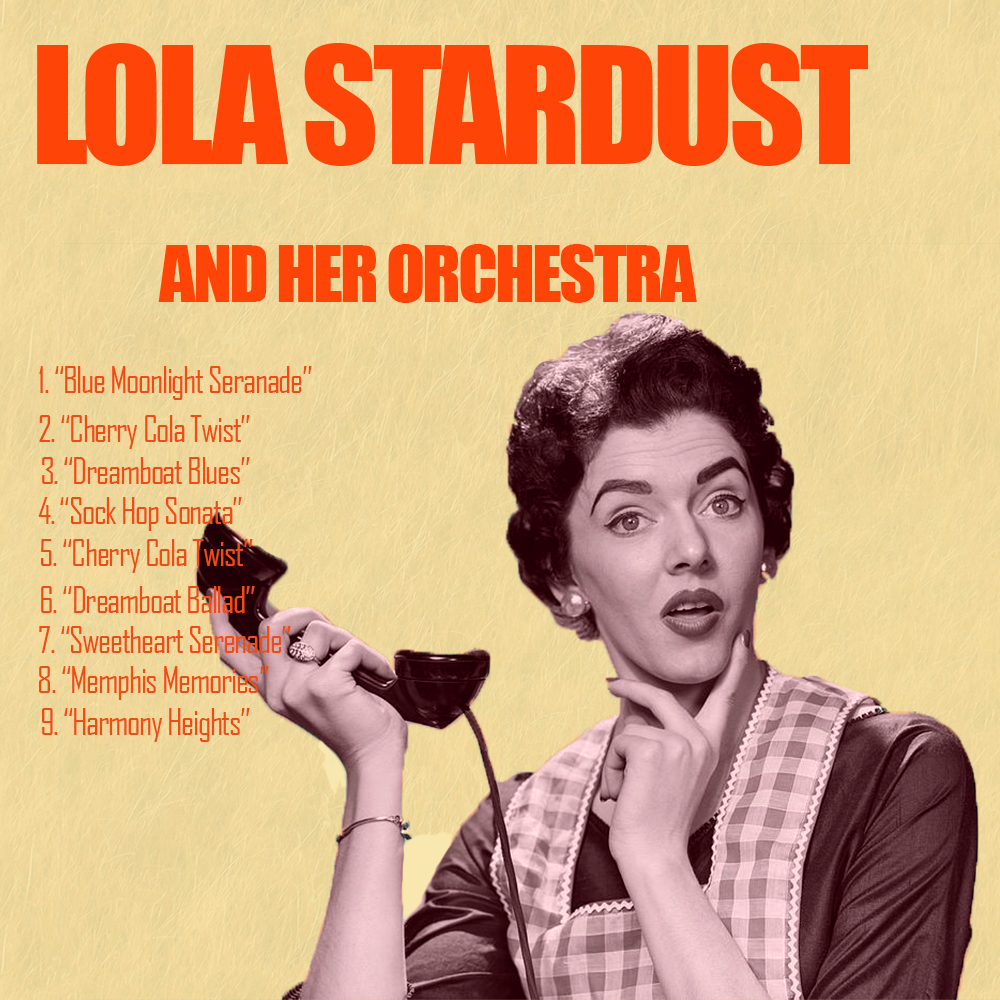 LOLA STARDUST
AND HER ORCHESTRA
1. “Blue Moonlight Seranade”
2. “Cherry Cola Twist”
3. “Dreamboat Blues”
4. “Sock Hop Sonata”
5. “Cherry Cola Twist”
6. “Dreamboat Ballad”
7. “Sweetheart Serenade”
8. “Memphis Memories”
9. “Harmony Heights”